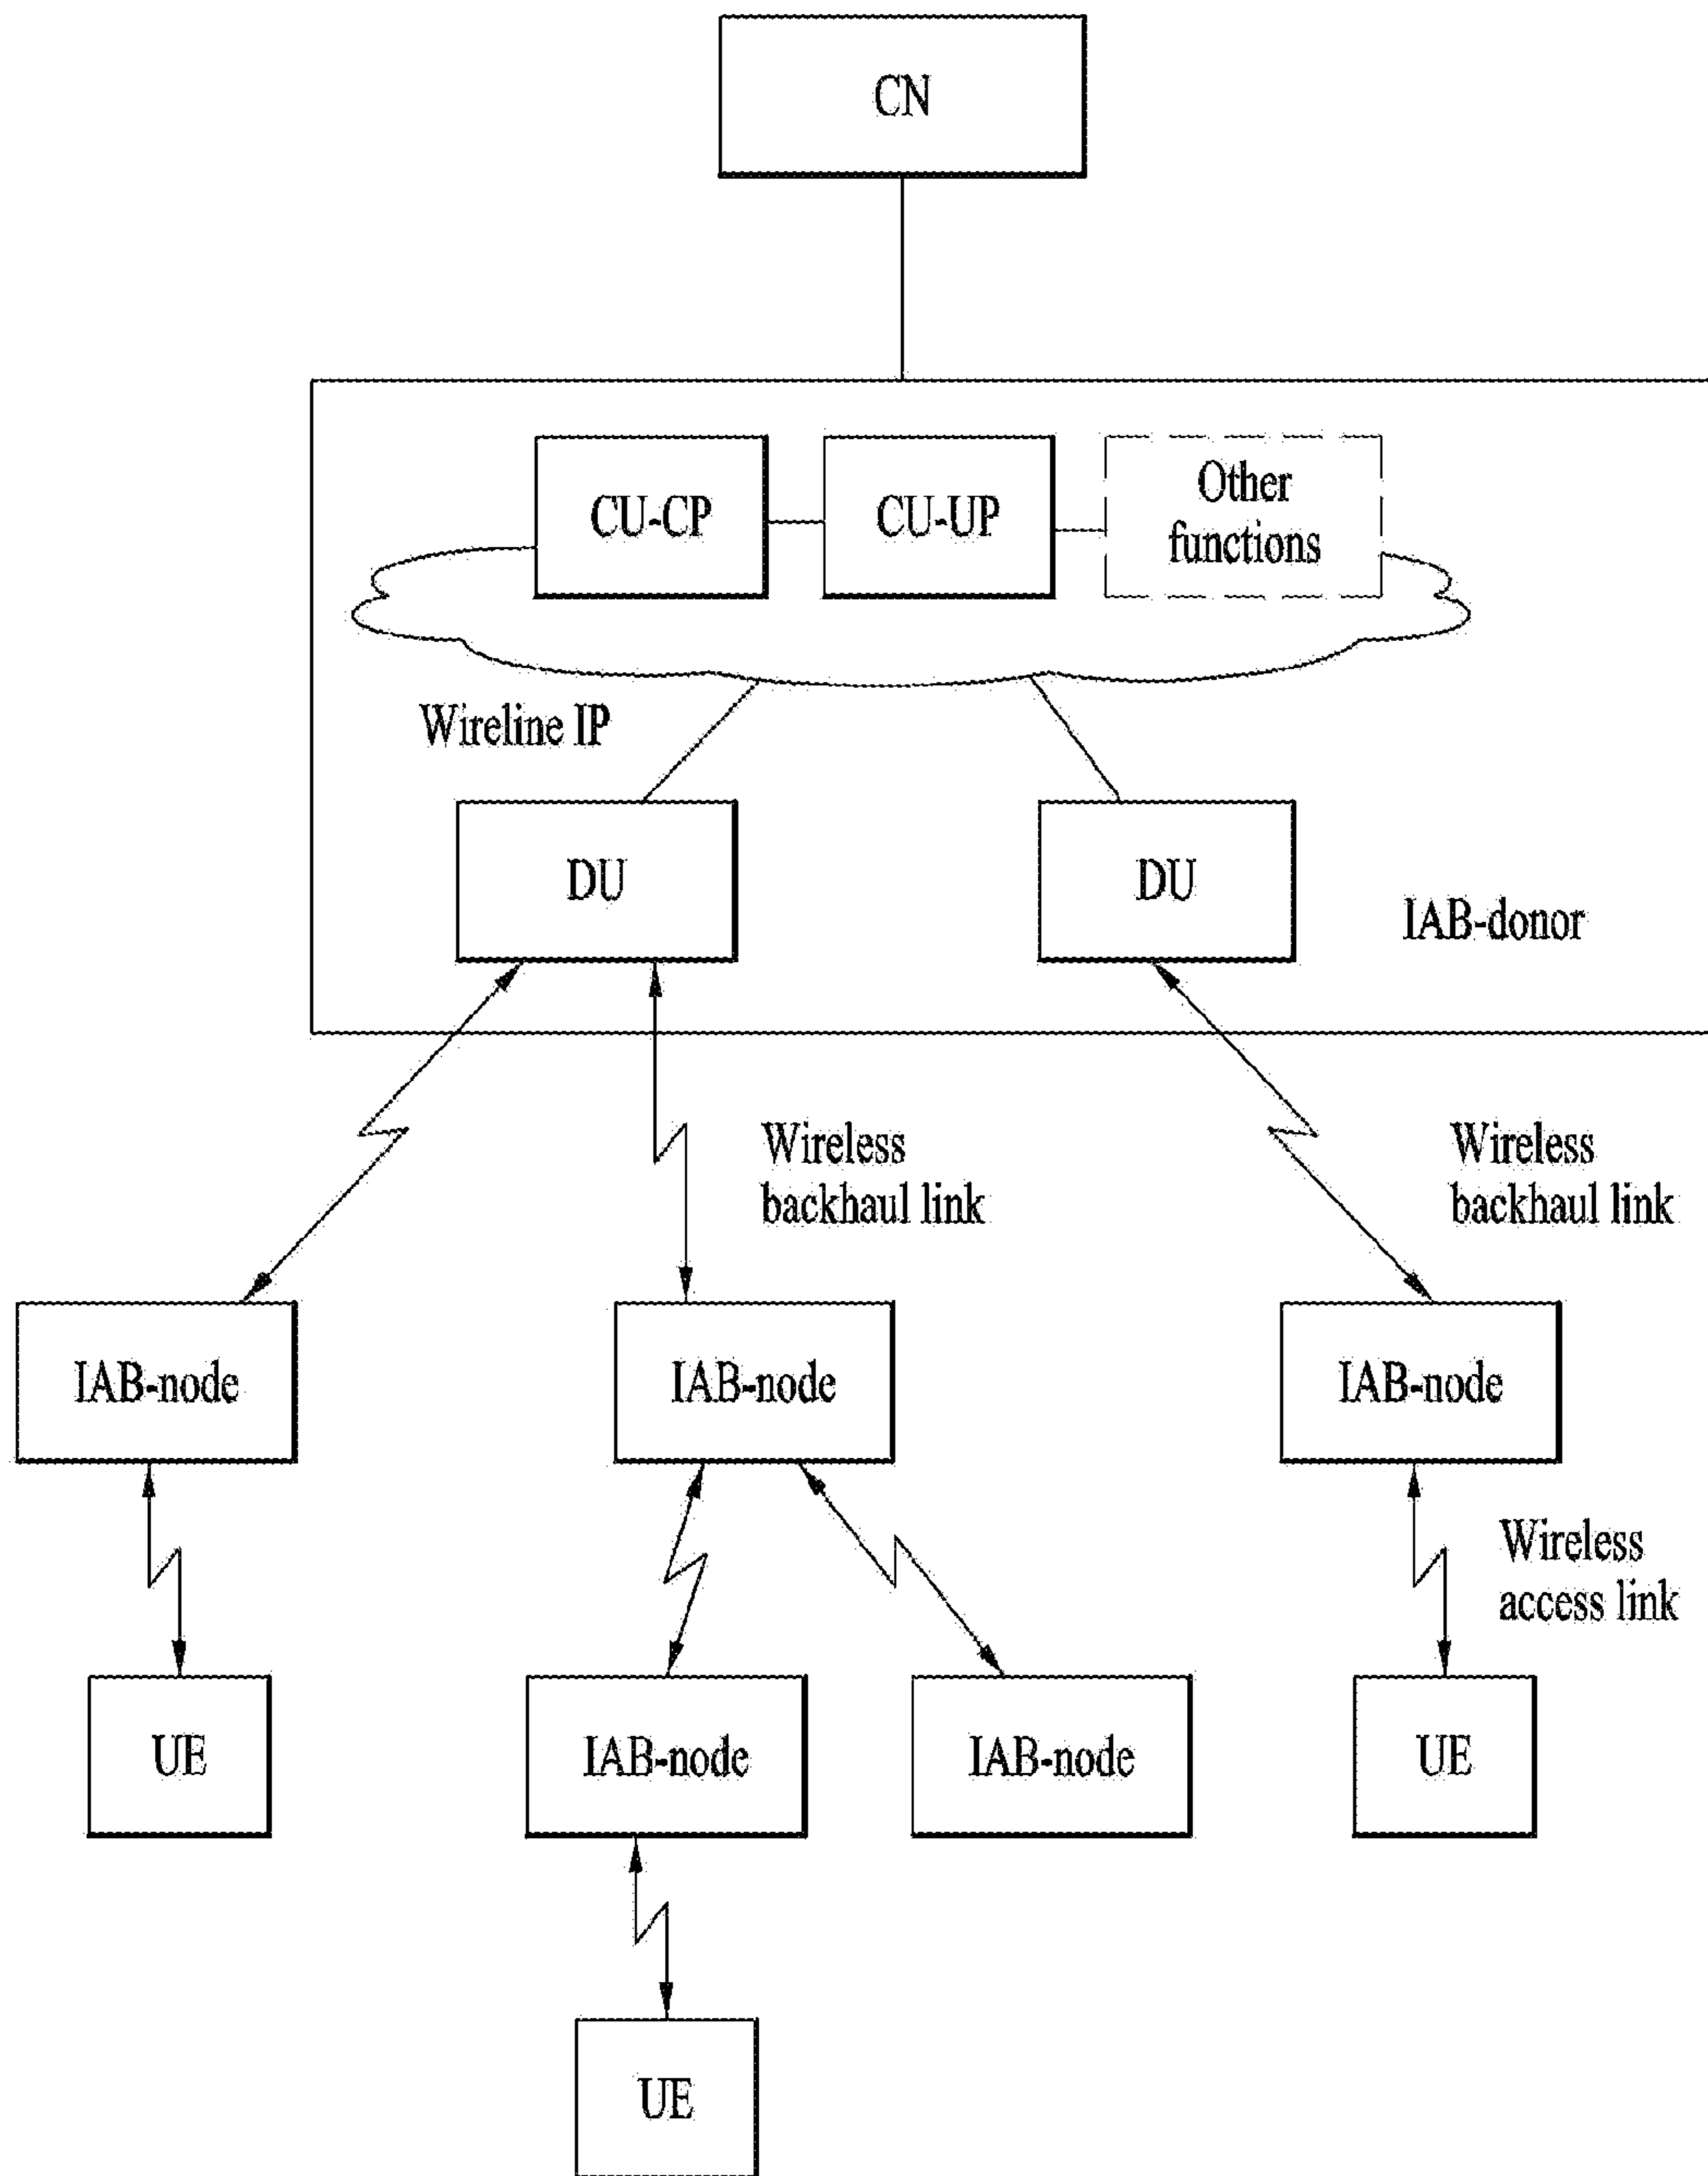 CN
CU-CP
CU-UP
Other
functions
Wireline IP
DU
DU
IAB-donor
Wireless
backhaul link
Wireless
backhaul link
IAB-node
IAB-node
IAB-node
Wireless
access link
UE
IAB-node
IAB-node
UE
UE